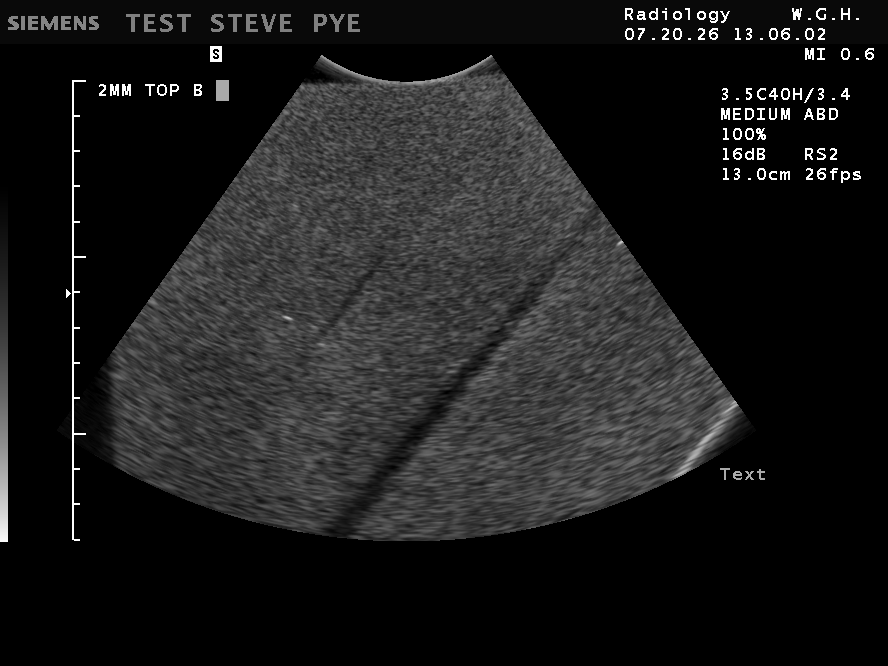 SIEMENS TEST STEVE PYE
Radiology W.G.H.
07.20.26 13.06.02
MI 0.6
S
2MM TOP B
3.5C40H/3.4
MEDIUM ABD
100%
16dB RS2
13.0cm 26fps
Text